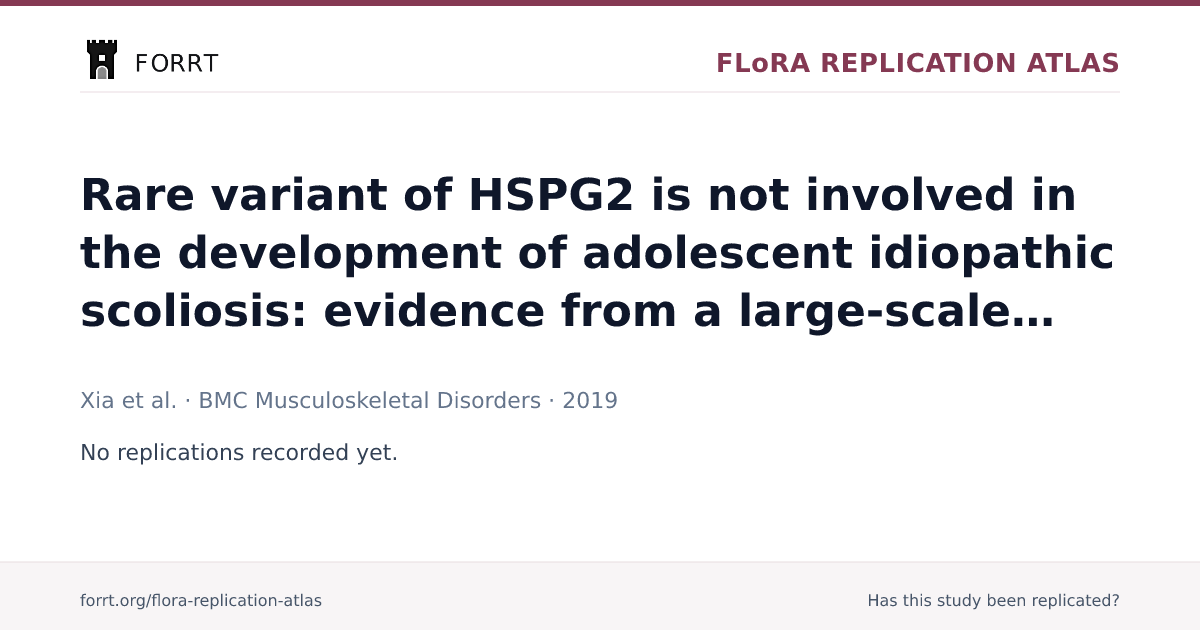 FORRT
FLoRA REPLICATION ATLAS
Rare variant of HSPG2 is not involved in
the development of adolescent idiopathic
scoliosis: evidence from a large-scale…
Xia et al. · BMC Musculoskeletal Disorders · 2019
No replications recorded yet.
forrt.org/flora-replication-atlas
Has this study been replicated?